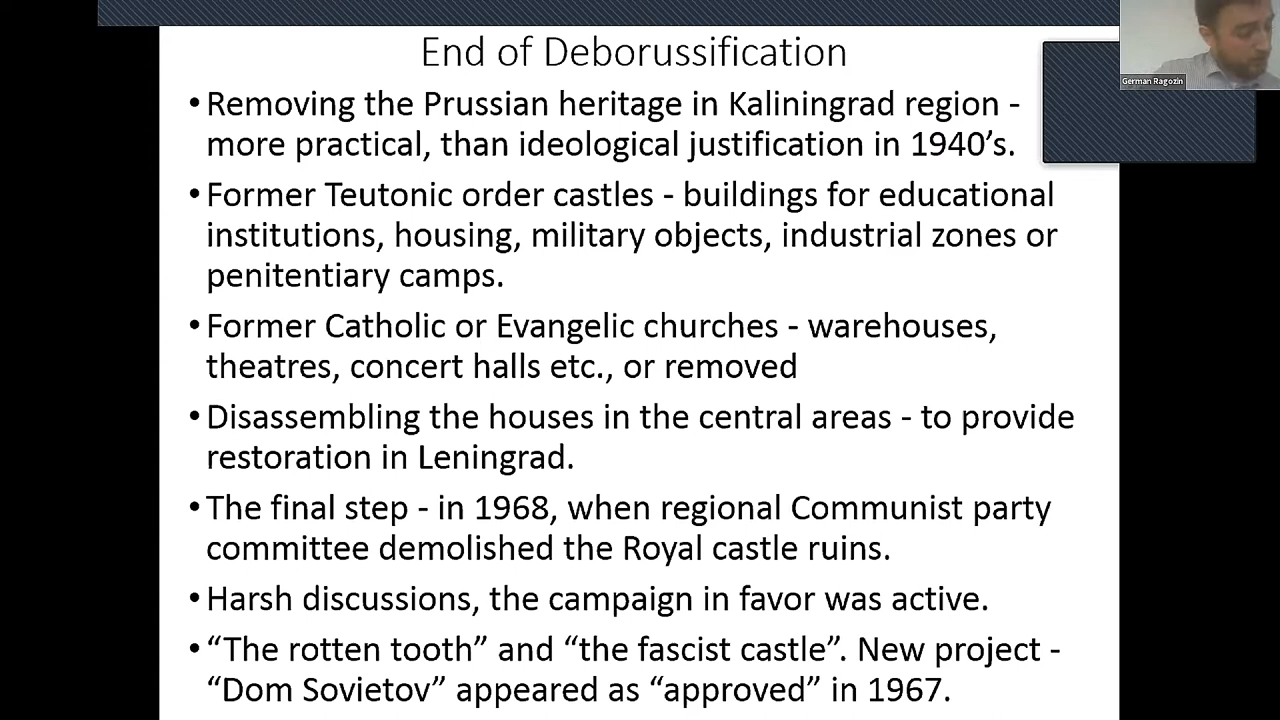 End of Deborussification
German Ragozin
• Removing the Prussian heritage in Kaliningrad region -
more practical, than ideological justification in 1940’s.
• Former Teutonic order castles - buildings for educational
institutions, housing, military objects, industrial zones or
penitentiary camps.
• Former Catholic or Evangelic churches - warehouses,
theatres, concert halls etc., or removed
• Disassembling the houses in the central areas - to provide
restoration in Leningrad.
• The final step - in 1968, when regional Communist party
committee demolished the Royal castle ruins.
• Harsh discussions, the campaign in favor was active.
• “The rotten tooth” and “the fascist castle”. New project -
“Dom Sovietov” appeared as “approved” in 1967.